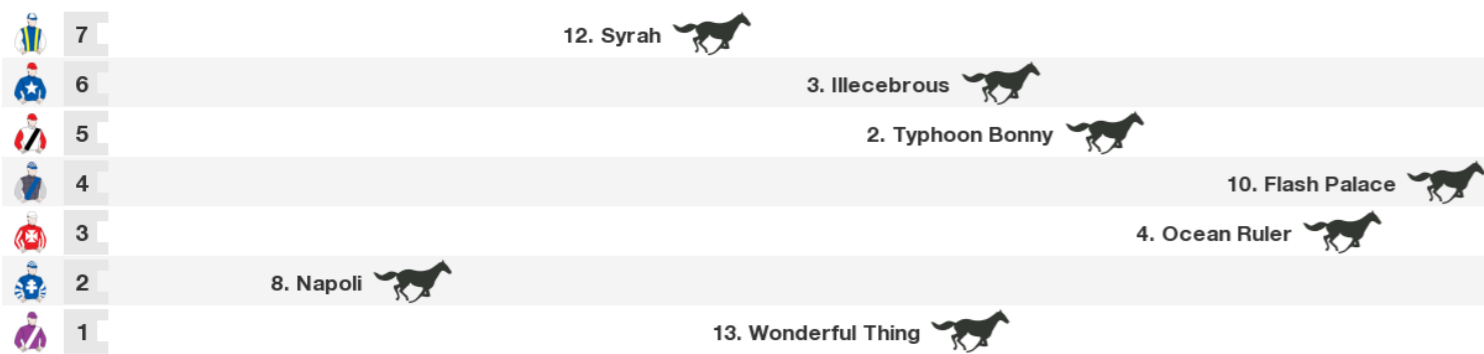 7 12. Syrah
6 3. Illecebrous
5 2. Typhoon Bonny
4 10. Flash Palace
3 4. Ocean Ruler
2 8. Napoli
1 13. Wonderful Thing